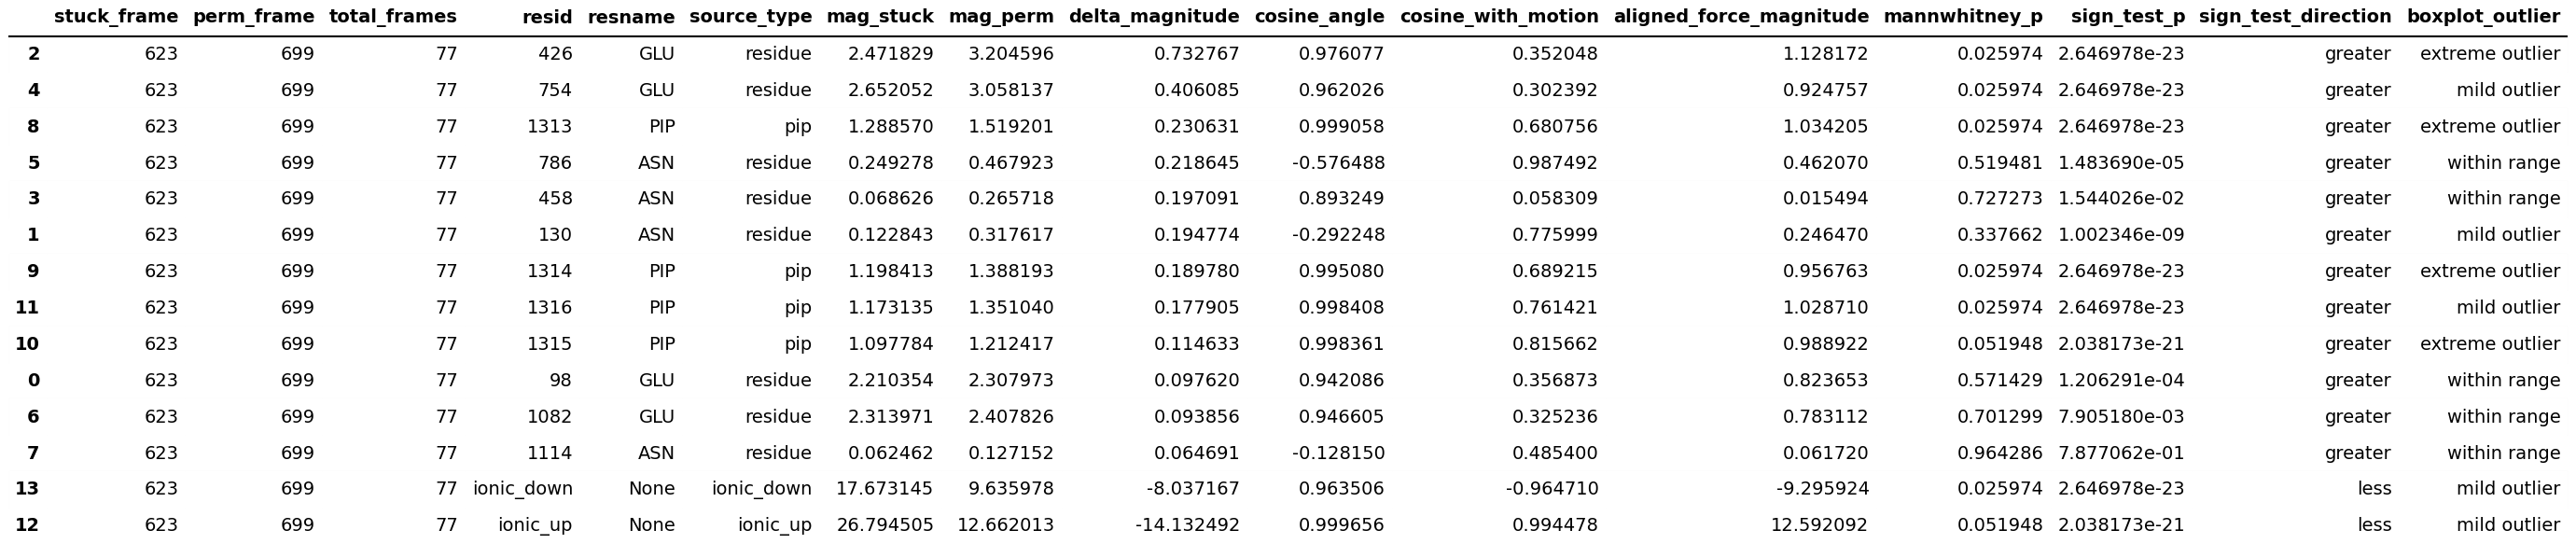 stuck_frame perm_frame total_frames resid resname source_type mag_stuck mag_perm delta_magnitude cosine_angle cosine_with_motion aligned_force_magnitude mannwhitney_p sign_test_p sign_test_direction boxplot_outlier
2 623 699 77 426 GLU residue 2.471829 3.204596 0.732767 0.976077 0.352048 1.128172 0.025974 2.646978e-23 greater extreme outlier
4 623 699 77 754 GLU residue 2.652052 3.058137 0.406085 0.962026 0.302392 0.924757 0.025974 2.646978e-23 greater mild outlier
8 623 699 77 1313 PIP pip 1.288570 1.519201 0.230631 0.999058 0.680756 1.034205 0.025974 2.646978e-23 greater extreme outlier
5 623 699 77 786 ASN residue 0.249278 0.467923 0.218645 -0.576488 0.987492 0.462070 0.519481 1.483690e-05 greater within range
3 623 699 77 458 ASN residue 0.068626 0.265718 0.197091 0.893249 0.058309 0.015494 0.727273 1.544026e-02 greater within range
1 623 699 77 130 ASN residue 0.122843 0.317617 0.194774 -0.292248 0.775999 0.246470 0.337662 1.002346e-09 greater mild outlier
9 623 699 77 1314 PIP pip 1.198413 1.388193 0.189780 0.995080 0.689215 0.956763 0.025974 2.646978e-23 greater extreme outlier
11 623 699 77 1316 PIP pip 1.173135 1.351040 0.177905 0.998408 0.761421 1.028710 0.025974 2.646978e-23 greater mild outlier
10 623 699 77 1315 PIP pip 1.097784 1.212417 0.114633 0.998361 0.815662 0.988922 0.051948 2.038173e-21 greater extreme outlier
0 623 699 77 98 GLU residue 2.210354 2.307973 0.097620 0.942086 0.356873 0.823653 0.571429 1.206291e-04 greater within range
6 623 699 77 1082 GLU residue 2.313971 2.407826 0.093856 0.946605 0.325236 0.783112 0.701299 7.905180e-03 greater within range
7 623 699 77 1114 ASN residue 0.062462 0.127152 0.064691 -0.128150 0.485400 0.061720 0.964286 7.877062e-01 greater within range
13 623 699 77 ionic_down None ionic_down 17.673145 9.635978 -8.037167 0.963506 -0.964710 -9.295924 0.025974 2.646978e-23 less mild outlier
12 623 699 77 ionic_up None ionic_up 26.794505 12.662013 -14.132492 0.999656 0.994478 12.592092 0.051948 2.038173e-21 less mild outlier